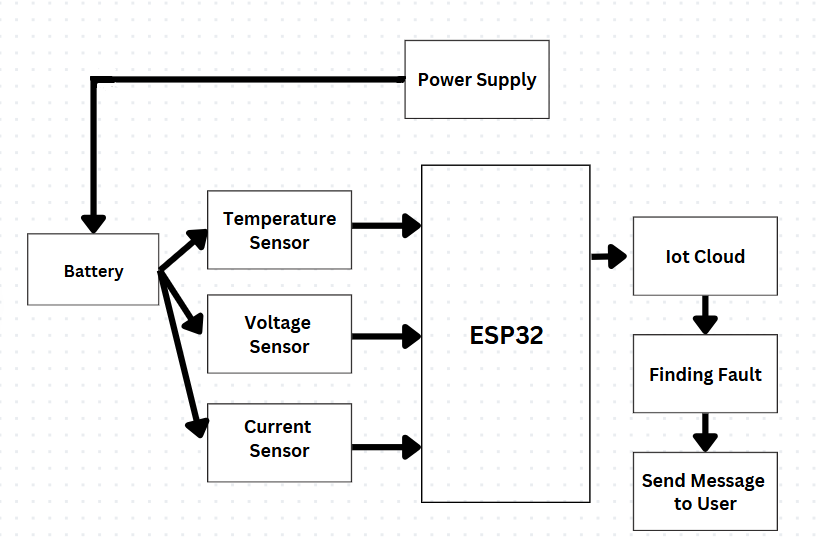 Power Supply
Temperature
Sensor
Battery
Voltage
Sensor
Current
Sensor
ESP32
Iot Cloud
Finding Fault
Send Message
to User